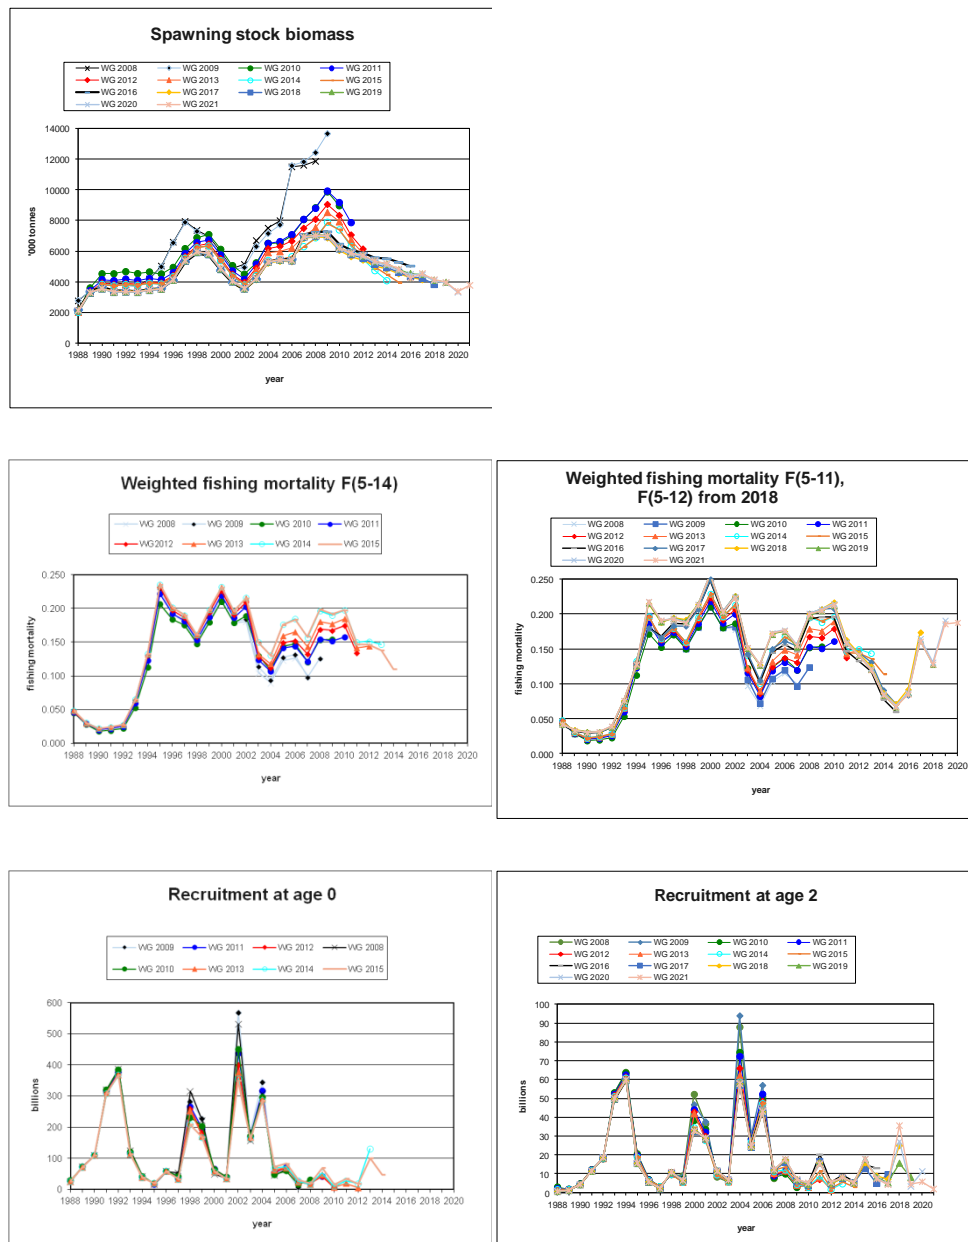 Spawning stock biomass
WG 2008 WG 2009 WG 2010 WG 2011
WG 2012 WG 2013 WG 2014 WG 2015
WG 2016 WG 2017 WG 2018 WG 2019
WG 2020 WG 2021
14000
12000
10000
8000
6000
4000
2000
0
'000 tonnes
1988 1990 1992 1994 1996 1998 2000 2002 2004 2006 2008 2010 2012 2014 2016 2018 2020
year
Weighted fishing mortality F(5-14)
WG 2008 WG 2009 WG 2010 WG 2011
WG2012 WG 2013 WG 2014 WG 2015
0.250
0.200
0.150
0.100
0.050
0.000
fishing mortality
1988 1990 1992 1994 1996 1998 2000 2002 2004 2006 2008 2010 2012 2014 2016 2018 2020
year
Weighted fishing mortality F(5-11),
F(5-12) from 2018
WG 2008 WG 2009 WG 2010 WG 2011
WG 2012 WG 2013 WG 2014 WG 2015
WG 2016 WG 2017 WG 2018 WG 2019
WG 2020 WG 2021
0.250
0.200
0.150
0.100
0.050
0.000
fishing mortality
1988 1990 1992 1994 1996 1998 2000 2002 2004 2006 2008 2010 2012 2014 2016 2018 2020
year
Recruitment at age 0
WG 2009 WG 2011 WG 2012 WG 2008
WG 2010 WG 2013 WG 2014 WG 2015
600
500
400
300
200
100
0
billions
1988 1990 1992 1994 1996 1998 2000 2002 2004 2006 2008 2010 2012 2014 2016 2018 2020
year
Recruitment at age 2
WG 2008 WG 2009 WG 2010 WG 2011
WG 2012 WG 2013 WG 2014 WG 2015
WG 2016 WG 2017 WG 2018 WG 2019
WG 2020 WG 2021
100
90
80
70
60
50
40
30
20
10
0
billions
1988 1990 1992 1994 1996 1998 2000 2002 2004 2006 2008 2010 2012 2014 2016 2018 2020
year